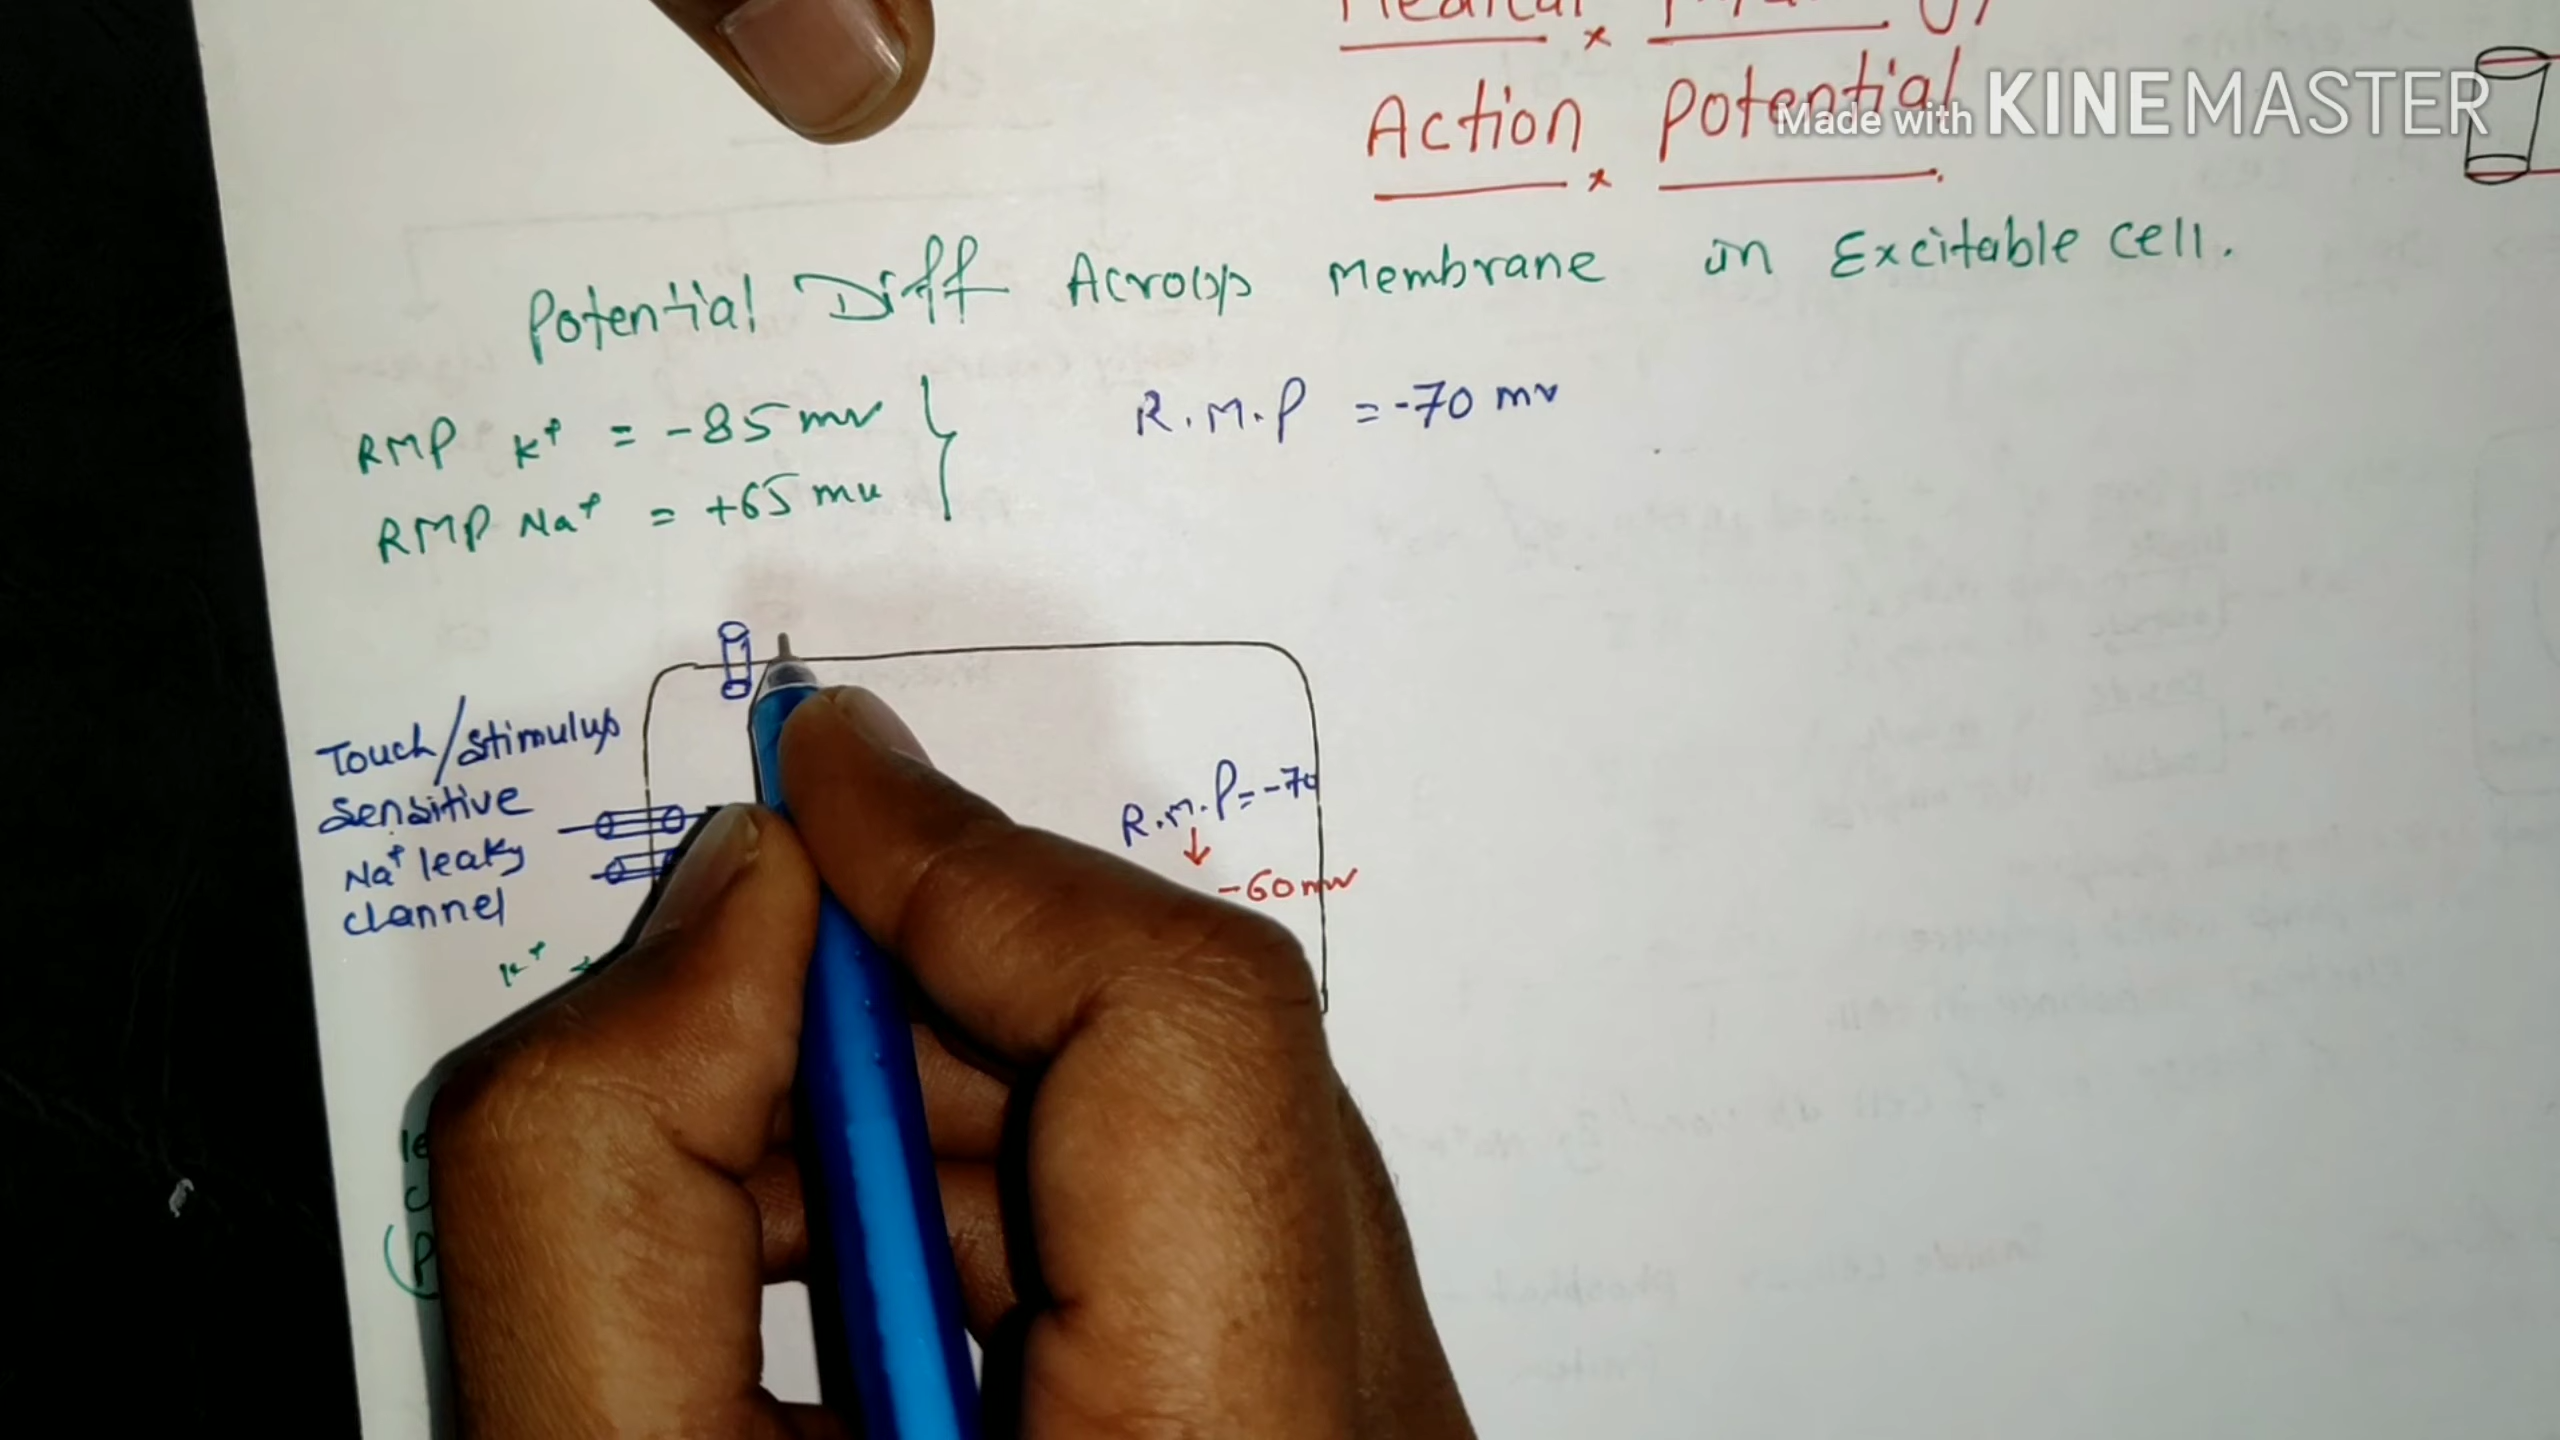 Medical
Action Potential
Made with KINEMASTER
Potential Diff Across Membrane in Excitable cell.
RMP K+ = -85 mv
RMP Na+ = +65 mv
R.M.P = -70 mv
Touch/stimulus
Sensitive
Na+ leaky
channel
K+
R.M.P = -70
-60 mv